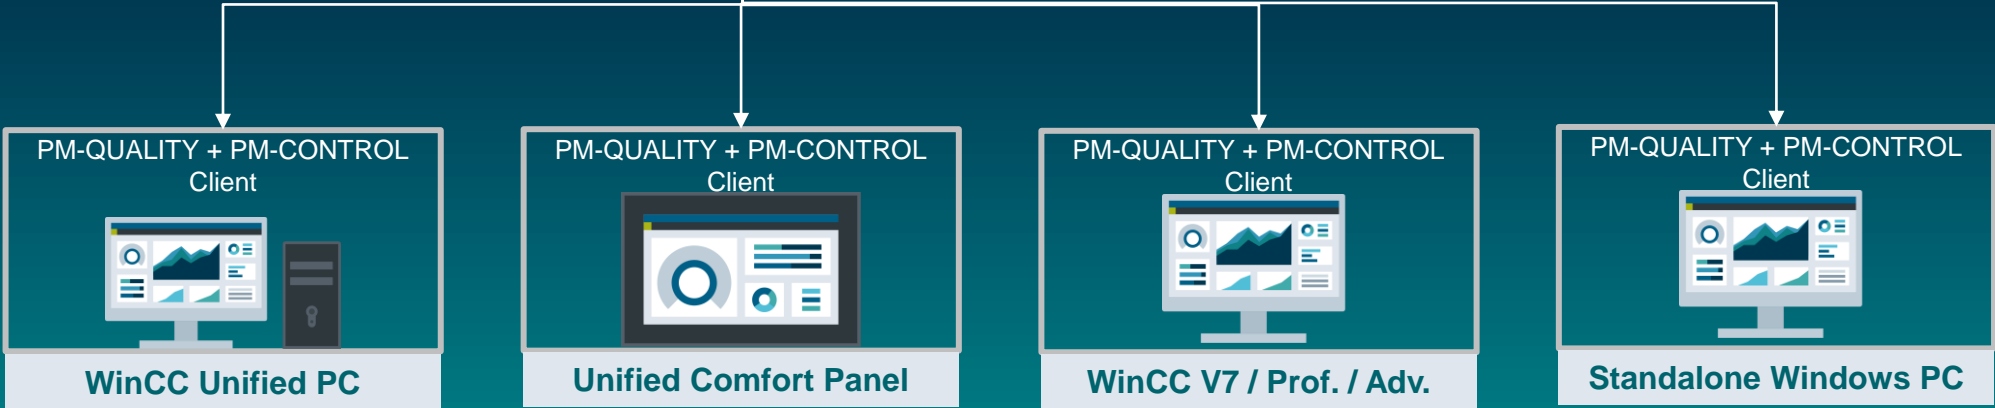 PM-QUALITY + PM-CONTROL
Client
WinCC Unified PC
PM-QUALITY + PM-CONTROL
Client
Unified Comfort Panel
PM-QUALITY + PM-CONTROL
Client
WinCC V7 / Prof. / Adv.
PM-QUALITY + PM-CONTROL
Client
Standalone Windows PC